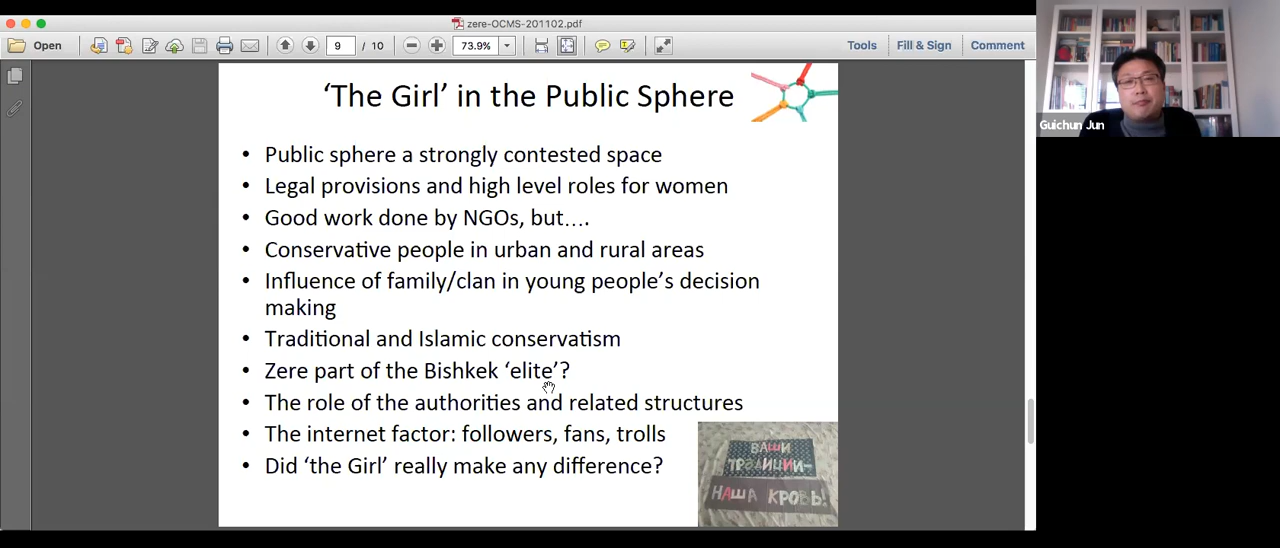 zere-OCMS-201102.pdf
Open
9 / 10
73.9%
Tools
Fill & Sign
Comment
‘The Girl’ in the Public Sphere
• Public sphere a strongly contested space
• Legal provisions and high level roles for women
• Good work done by NGOs, but….
• Conservative people in urban and rural areas
• Influence of family/clan in young people’s decision
making
• Traditional and Islamic conservatism
• Zere part of the Bishkek ‘elite’?
• The role of the authorities and related structures
• The internet factor: followers, fans, trolls
• Did ‘the Girl’ really make any difference?
ВАШИ
ТРАДИЦИИ–
НАША КРОВЬ!
Guichun Jun